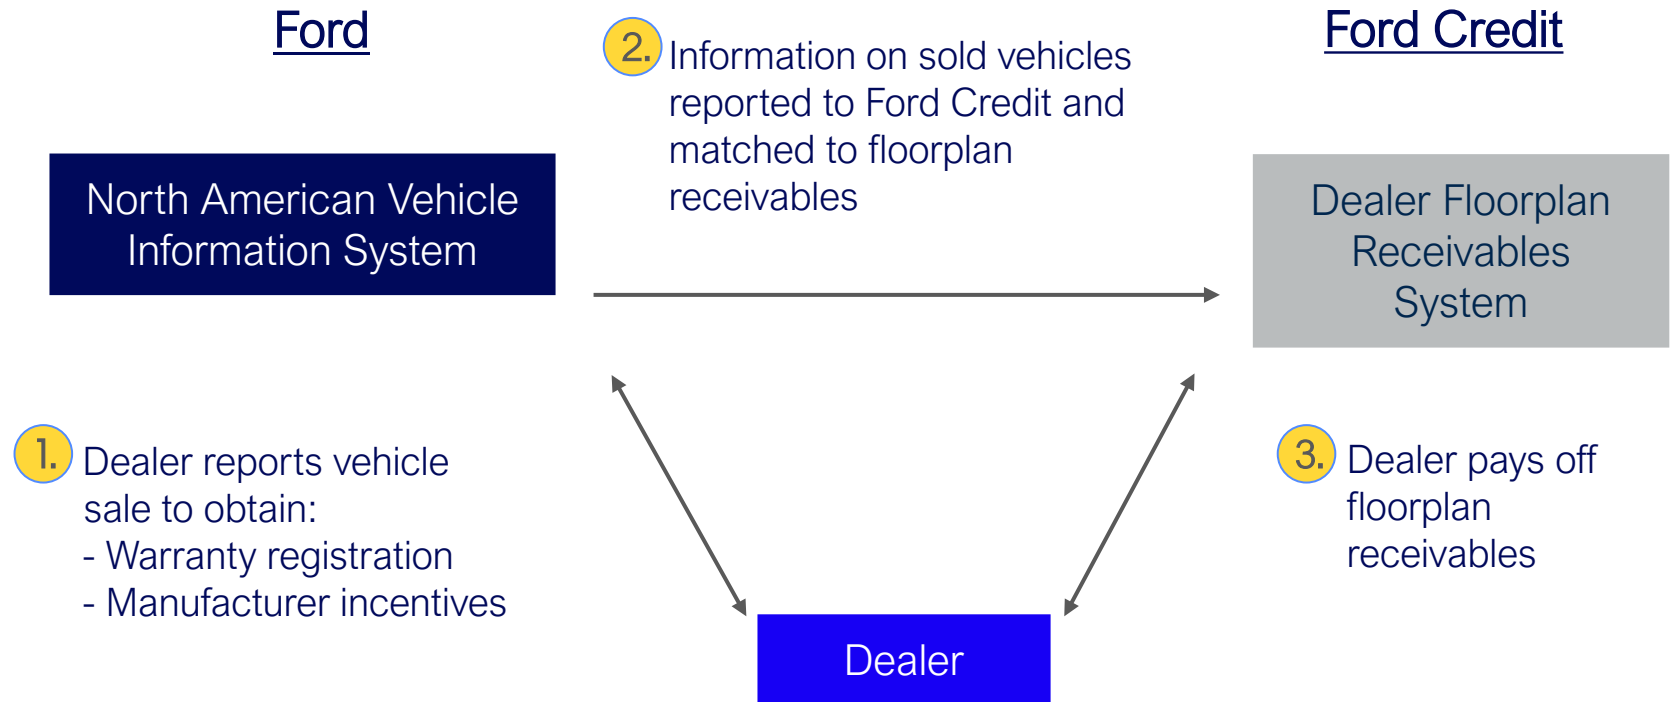 Ford
Ford Credit
2. Information on sold vehicles
reported to Ford Credit and
matched to floorplan
receivables
North American Vehicle
Information System
Dealer Floorplan
Receivables
System
1. Dealer reports vehicle
sale to obtain:
- Warranty registration
- Manufacturer incentives
3. Dealer pays off
floorplan
receivables
Dealer